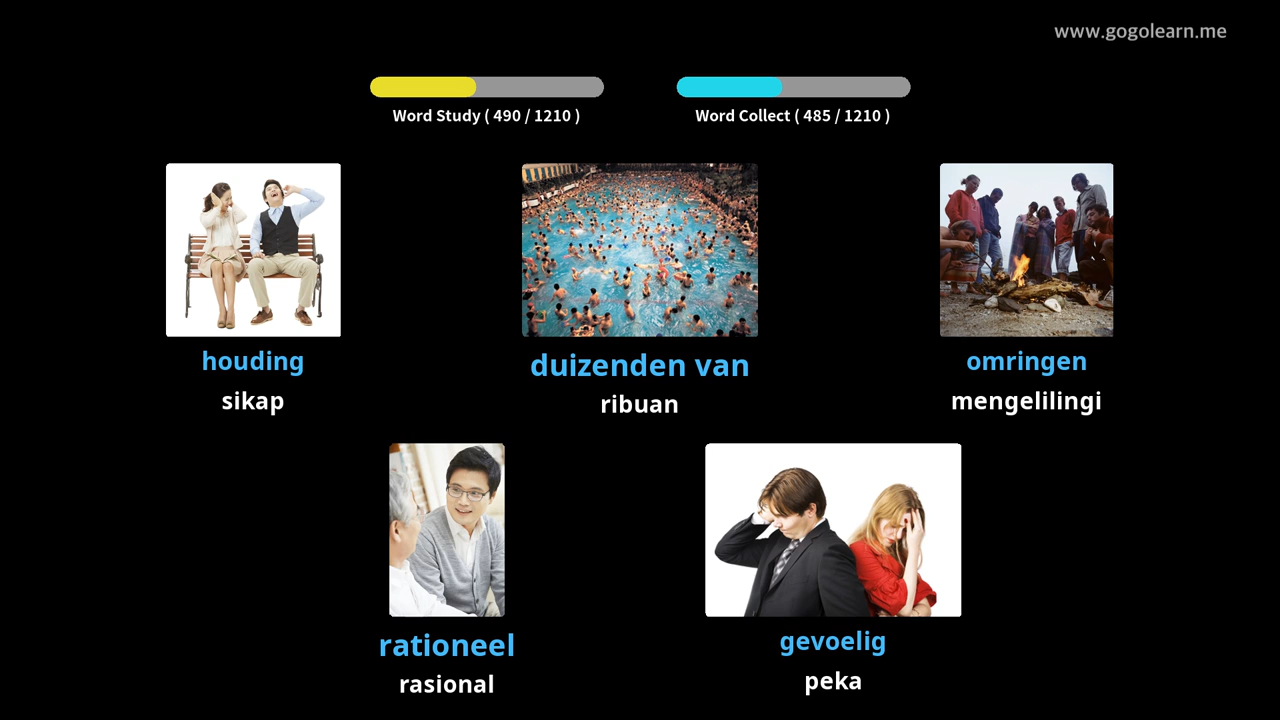 www.gogolearn.me
Word Study ( 490 / 1210 )
Word Collect ( 485 / 1210 )
houding
sikap
duizenden van
ribuan
omringen
mengelilingi
rationeel
rasional
gevoelig
peka